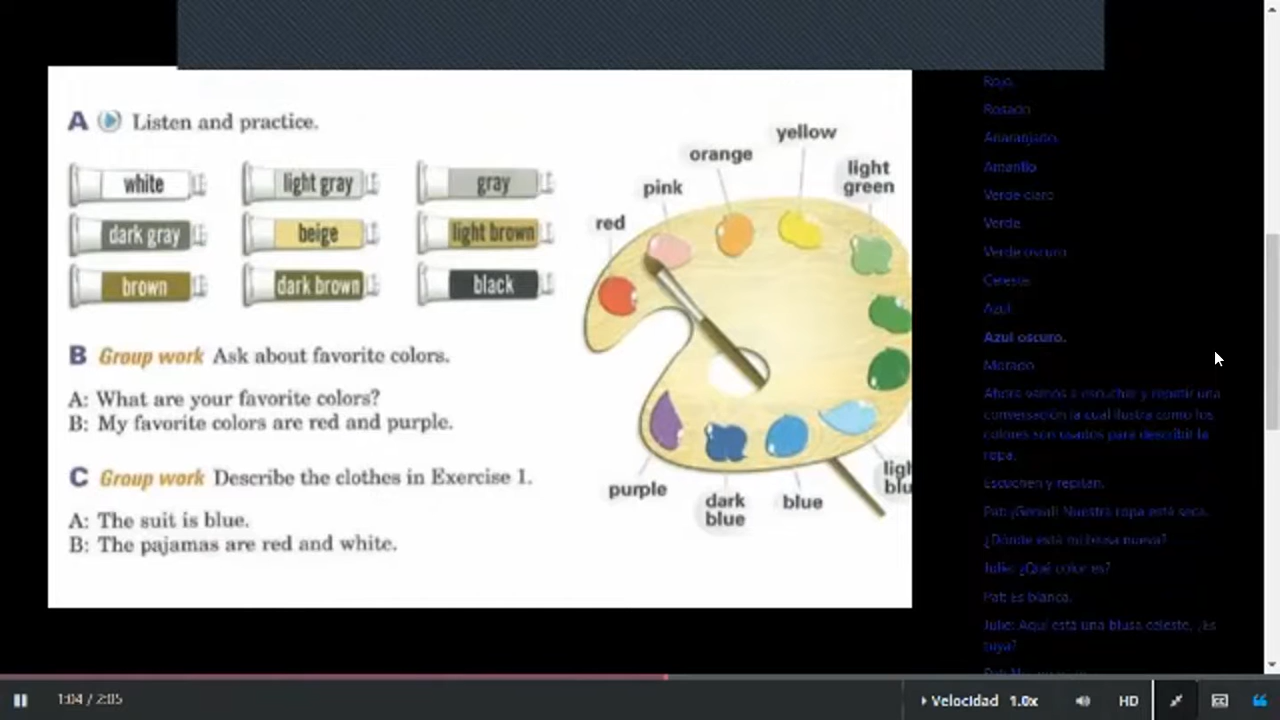 A Listen and practice.
white
light gray
gray
dark gray
beige
light brown
brown
dark brown
black
red
pink
orange
yellow
light
green
purple
dark
blue
blue
ligh
blu
B Group work Ask about favorite colors.
A: What are your favorite colors?
B: My favorite colors are red and purple.
C Group work Describe the clothes in Exercise 1.
A: The suit is blue.
B: The pajamas are red and white.
Rojo.
Rosado.
Anaranjado.
Amarillo
Verde claro
Verde.
Verde oscuro
Celeste.
Azul.
Azul oscuro.
Morado
Ahora vamos a escuchar y repetir una
conversación la cual ilustra como los
colores son usados para describir la
ropa.
Escuchen y repitan.
Pat: ¡Genial! Nuestra ropa está seca.
¿Dónde está mi blusa nueva?
Julie: ¿Qué color es?
Pat: Es blanca.
Julie: Aquí está una blusa celeste. ¿Es
tuya?
1:04 / 2:05
Velocidad 1.0x
HD